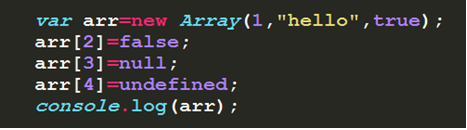 var arr=new Array(1,"hello",true);
arr[2]=false;
arr[3]=null;
arr[4]=undefined;
console.log(arr);